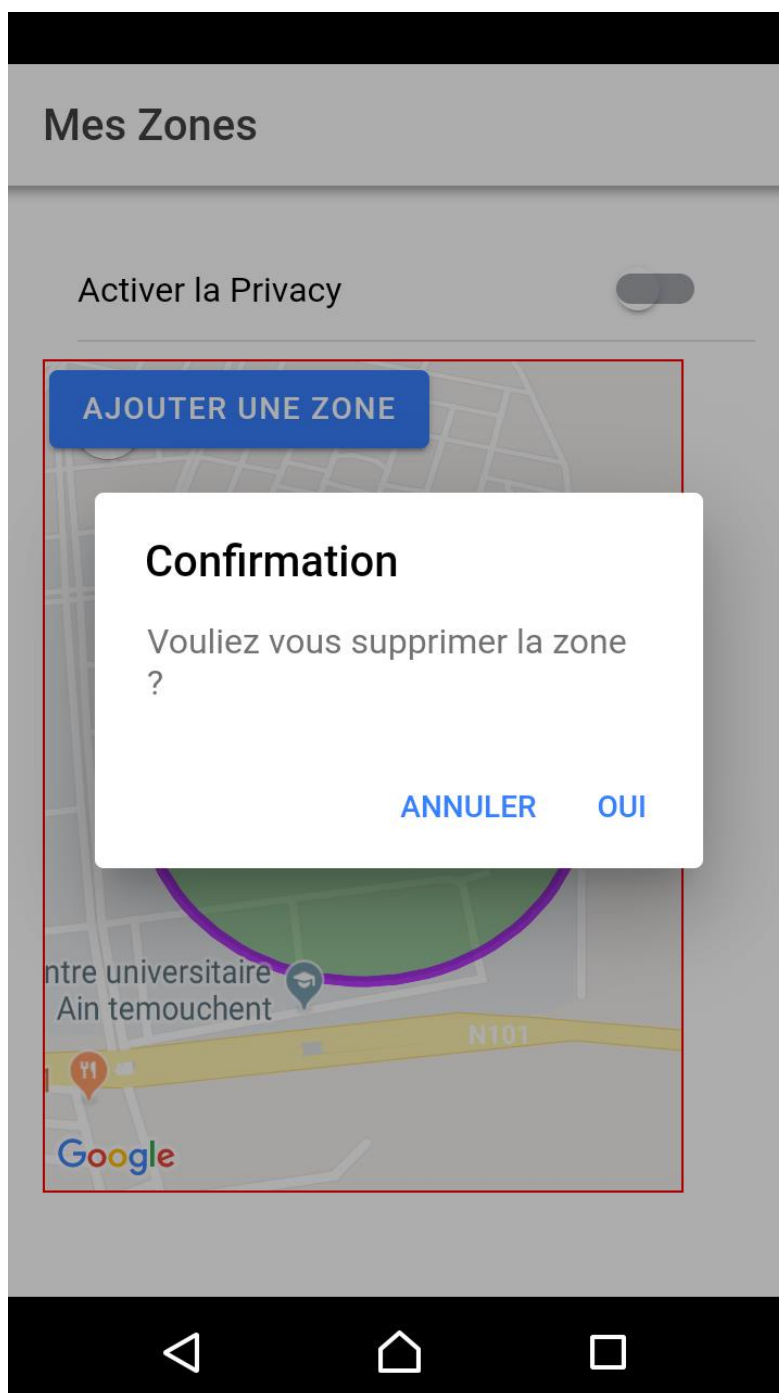 Mes Zones
Activer la Privacy
AJOUTER UNE ZONE
Confirmation
Vouliez vous supprimer la zone
?
ANNULER OUI
ntre universitaire
Ain temouchent
N101
Google